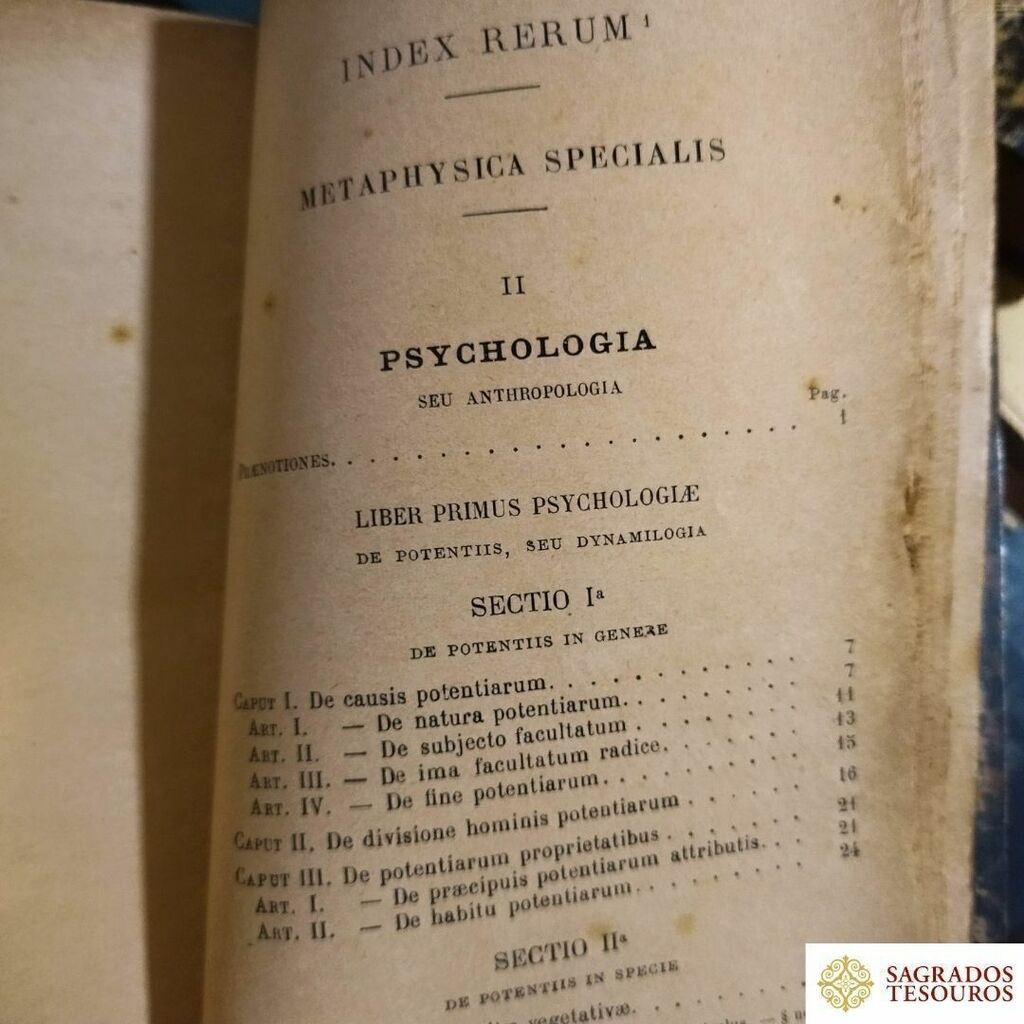 INDEX RERUM 1
METAPHYSICA SPECIALIS
II
PSYCHOLOGIA
SEU ANTHROPOLOGIA
Pag.
PRÆNOTIONES. . . . . . . . . . . . . . . . . . . . . 1
LIBER PRIMUS PSYCHOLOGIÆ
DE POTENTIIS, SEU DYNAMILOGIA
SECTIO Iª
DE POTENTIIS IN GENERE
CAPUT I. De causis potentiarum. . . . . . . . . . . 7
ART. I. — De natura potentiarum. . . . . . . . . 7
ART. II. — De subjecto facultatum . . . . . . . . 11
ART. III. — De ima facultatum radice. . . . . . . 13
ART. IV. — De fine potentiarum. . . . . . . . . . 15
CAPUT II. De divisione hominis potentiarum . . . . . . 16
CAPUT III. De potentiarum proprietatibus . . . . . . . 21
ART. I. — De præcipuis potentiarum attributis. . . 21
ART. II. — De habitu potentiarum. . . . . . . . . 24
SECTIO IIª
DE POTENTIIS IN SPECIE
vegetativæ. . . . . . . . .
SAGRADOS
TESOUROS